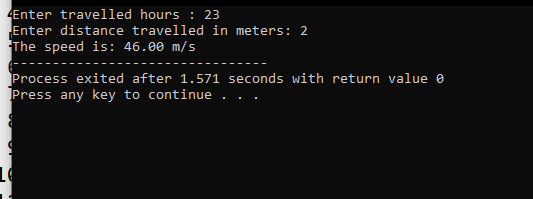 Enter travelled hours : 23
Enter distance travelled in meters: 2
The speed is: 46.00 m/s
--------------------------------
Process exited after 1.571 seconds with return value 0
Press any key to continue . . .